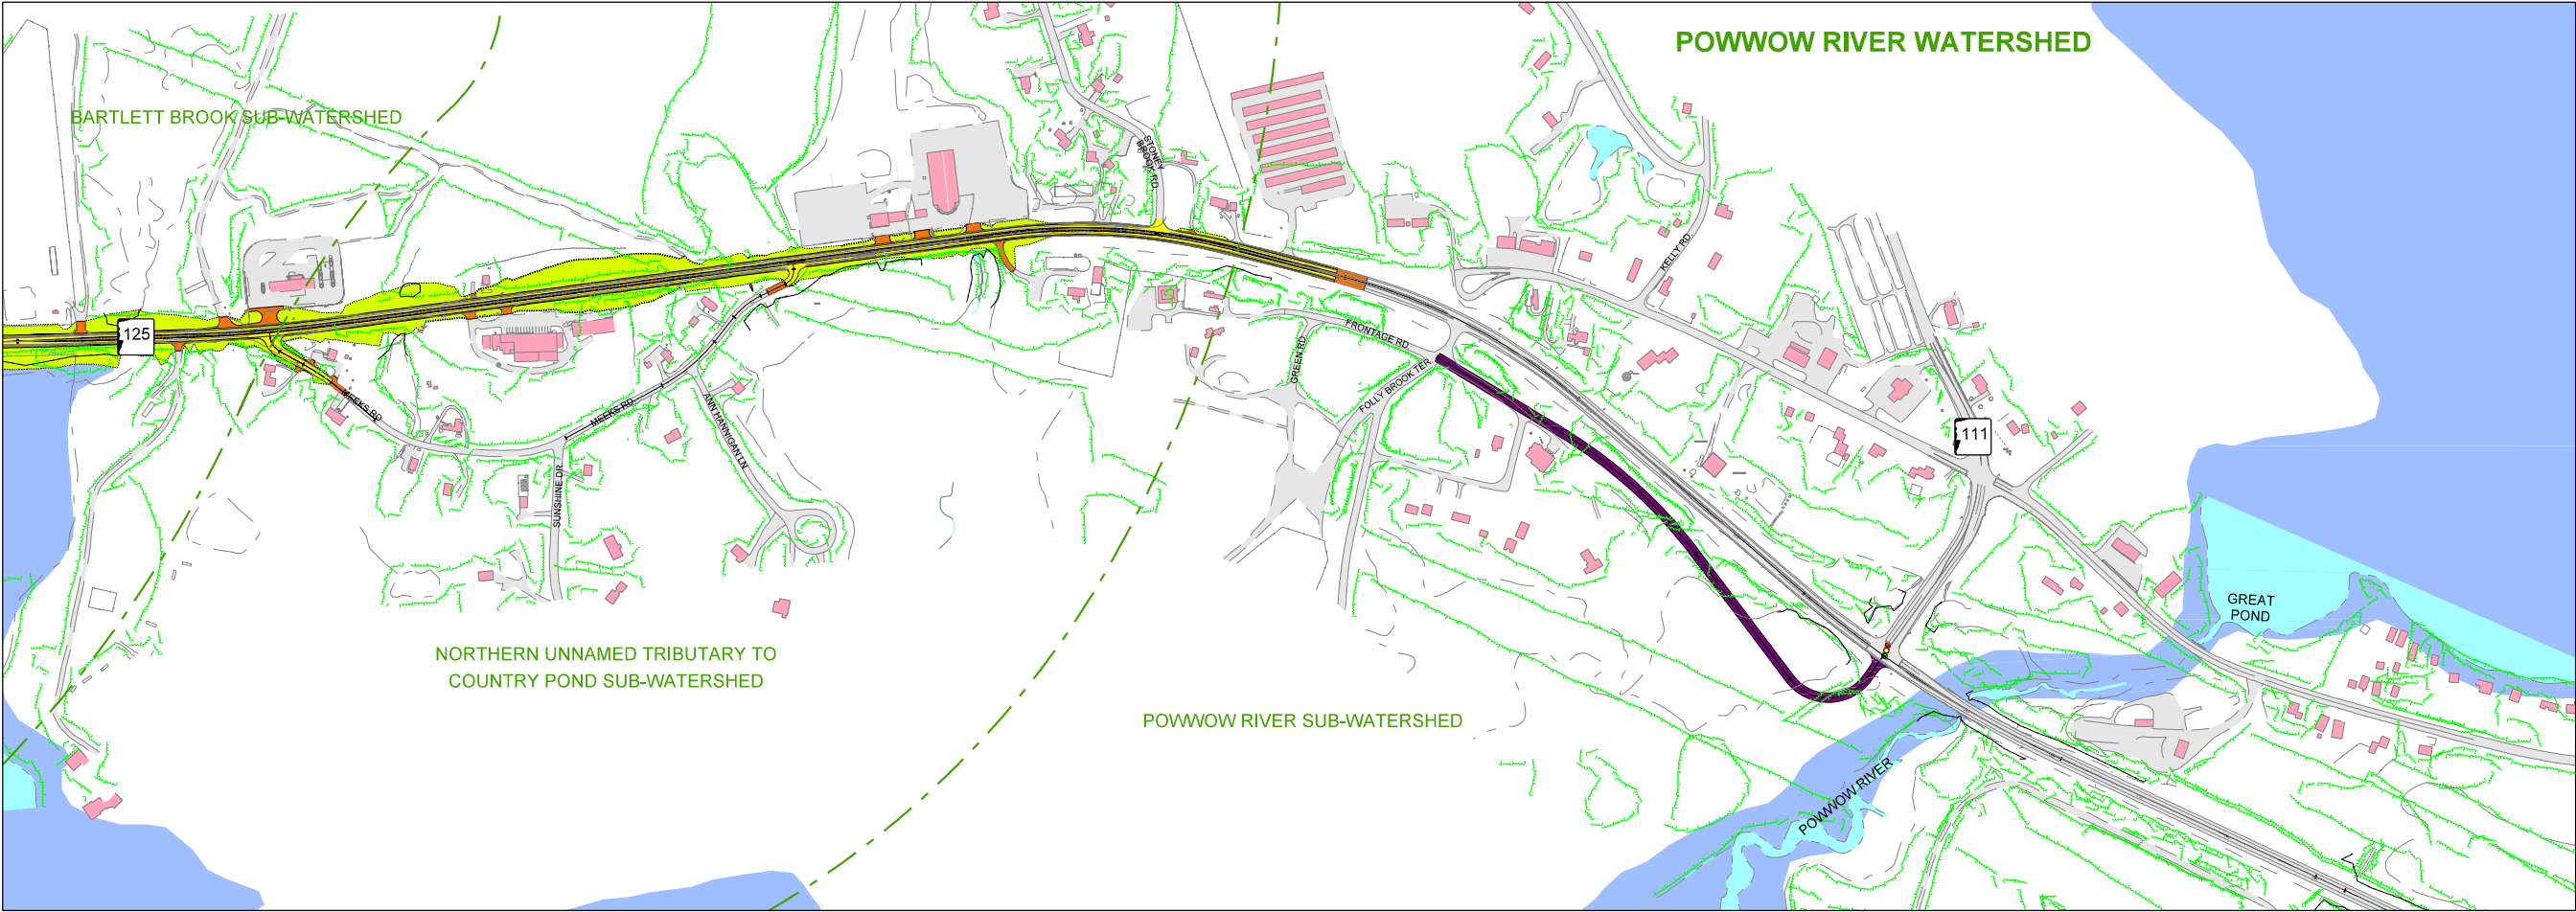 POWWOW RIVER WATERSHED
BARTLETT BROOK SUB-WATERSHED
STONEY
BROOK RD
KELLY RD
125
FRONTAGE RD
GREEN RD
FOLLY BROOK TER
MEEKS RD
MEEKS RD
ANN HANNIGAN LN
SUNSHINE DR
111
GREAT
POND
NORTHERN UNNAMED TRIBUTARY TO
COUNTRY POND SUB-WATERSHED
POWWOW RIVER SUB-WATERSHED
POWWOW RIVER